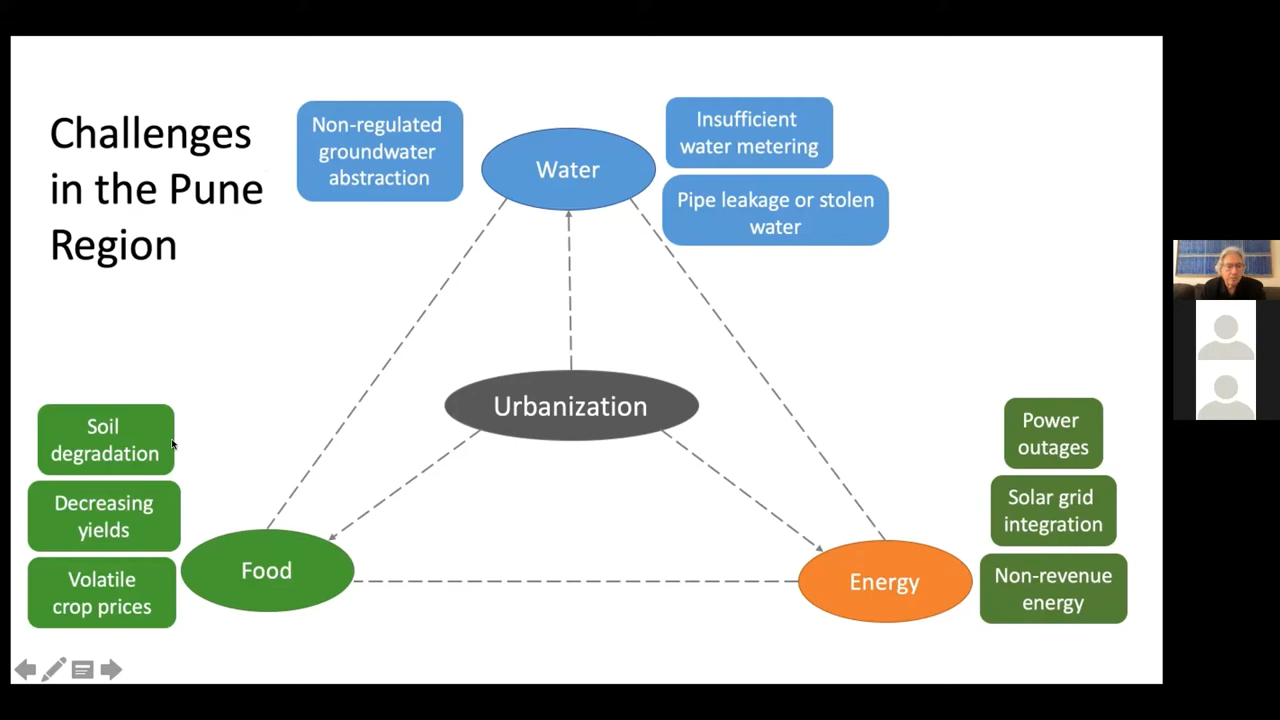 Challenges
in the Pune
Region
Non-regulated
groundwater
abstraction
Water
Insufficient
water metering
Pipe leakage or stolen
water
Urbanization
Soil
degradation
Decreasing
yields
Volatile
crop prices
Food
Energy
Power
outages
Solar grid
integration
Non-revenue
energy